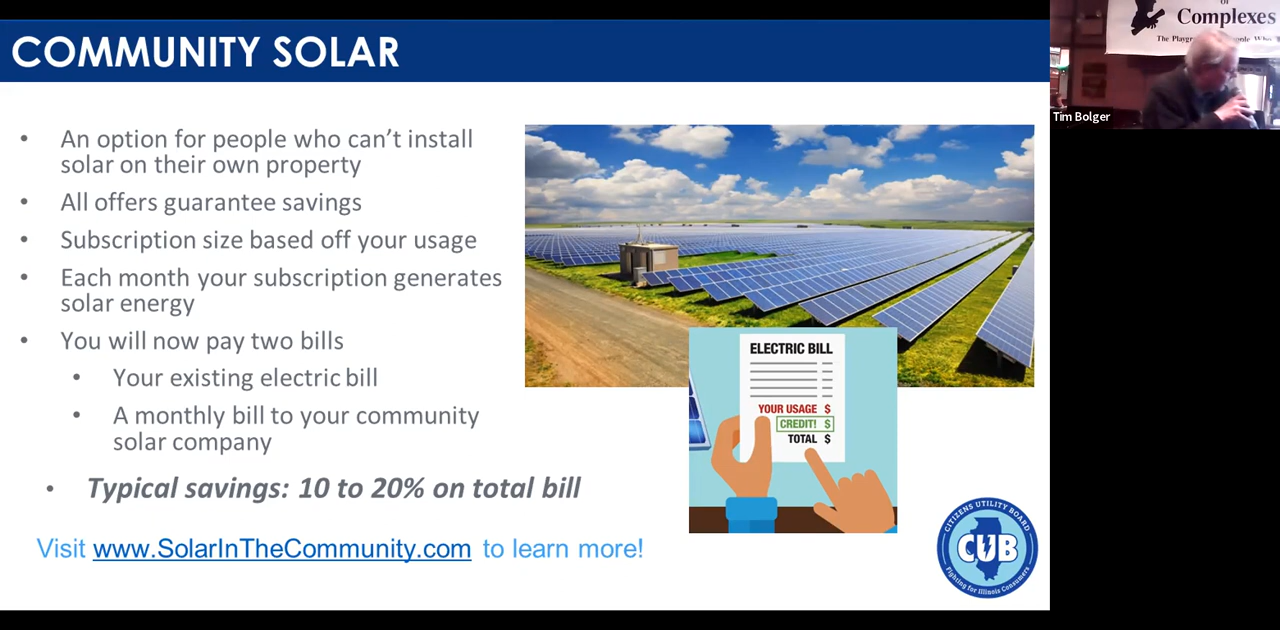 COMMUNITY SOLAR
• An option for people who can’t install
solar on their own property
• All offers guarantee savings
• Subscription size based off your usage
• Each month your subscription generates
solar energy
• You will now pay two bills
• Your existing electric bill
• A monthly bill to your community
solar company
• Typical savings: 10 to 20% on total bill
Visit www.SolarInTheCommunity.com to learn more!
ELECTRIC BILL
YOUR USAGE $
CREDIT! $
TOTAL $
CITIZENS UTILITY BOARD
CUB
Fighting for Illinois Consumers
of
Complexes
The
Who
Tim Bolger